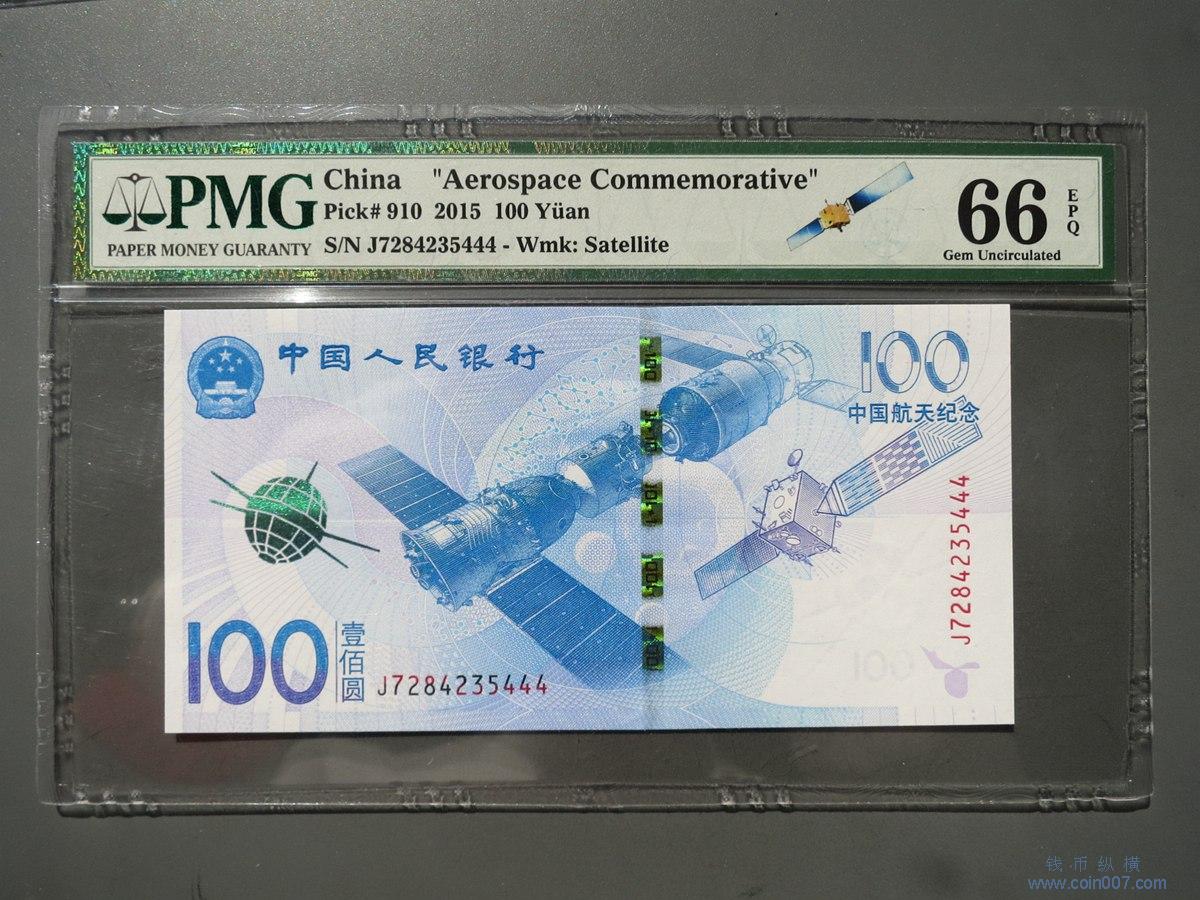 PMG
PAPER MONEY GUARANTY
China "Aerospace Commemorative"
Pick# 910 2015 100 Yüan
S/N J7284235444 - Wmk: Satellite
66
EPQ
Gem Uncirculated
中国人民银行
100
中国航天纪念
J7284235444
100
壹佰圆
J7284235444
钱币纵横
www.coin007.com